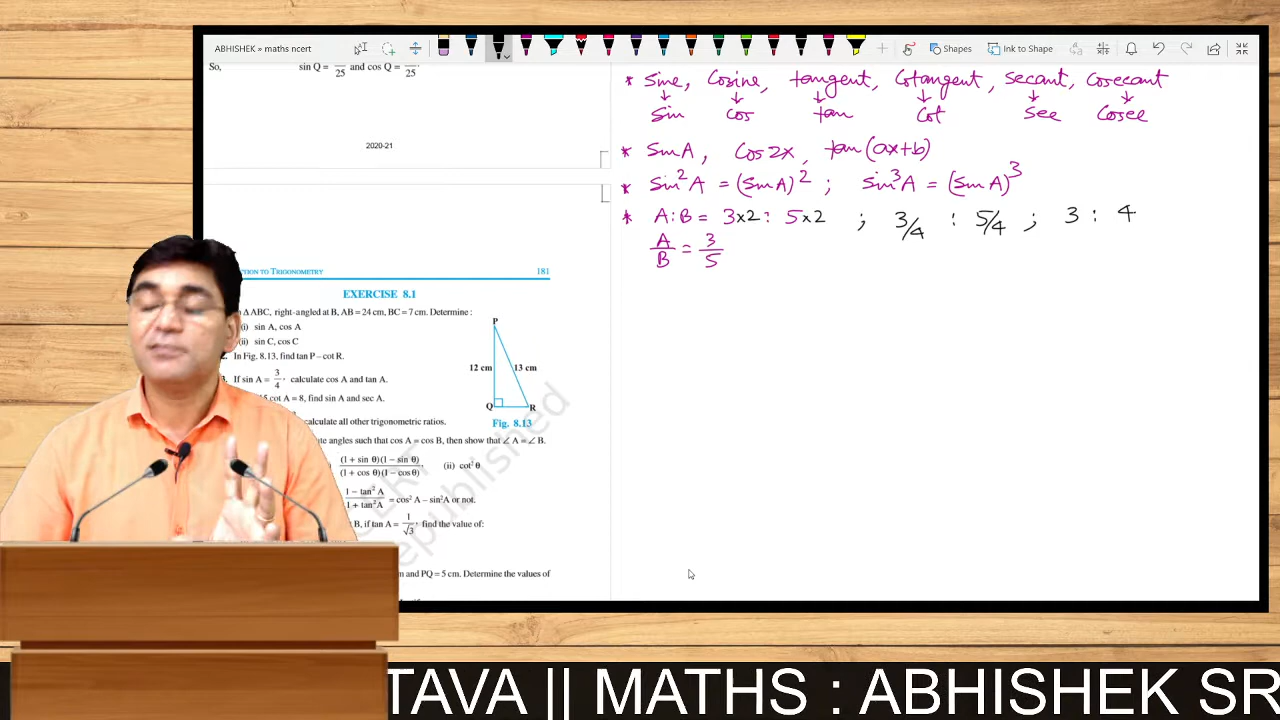 ABHISHEK » maths ncert
Shapes
Ink to Shape
So, sin Q = 25 and cos Q = 25 .
2020-21
CTION TO TRIGONOMETRY 181
EXERCISE 8.1
n Δ ABC, right-angled at B, AB = 24 cm, BC = 7 cm. Determine :
(i) sin A, cos A
(ii) sin C, cos C
2. In Fig. 8.13, find tan P – cot R.
If sin A = 3/4, calculate cos A and tan A.
15 cot A = 8, find sin A and sec A.
calculate all other trigonometric ratios.
ute angles such that cos A = cos B, then show that ∠ A = ∠ B.
(1 + sin θ)(1 – sin θ)/(1 + cos θ)(1 – cos θ), (ii) cot² θ
1 – tan² A/1 + tan² A = cos² A – sin² A or not.
B, if tan A = 1/√3, find the value of:
m and PQ = 5 cm. Determine the values of
P
12 cm 13 cm
Q R
Fig. 8.13
republished
* Sine, Cosine, tangent, Cotangent, Secant, Cosecant
↓ ↓ ↓ ↓ ↓ ↓
Sin cos tan Cot Sec Cosec
* SinA, Cos2x, tan(ax+b)
* Sin²A = (SinA)² ; Sin³A = (SinA)³
* A:B = 3x2 : 5x2 ; 3/4 : 5/4 ; 3 : 4
A/B = 3/5
TAVA || MATHS : ABHISHEK SR